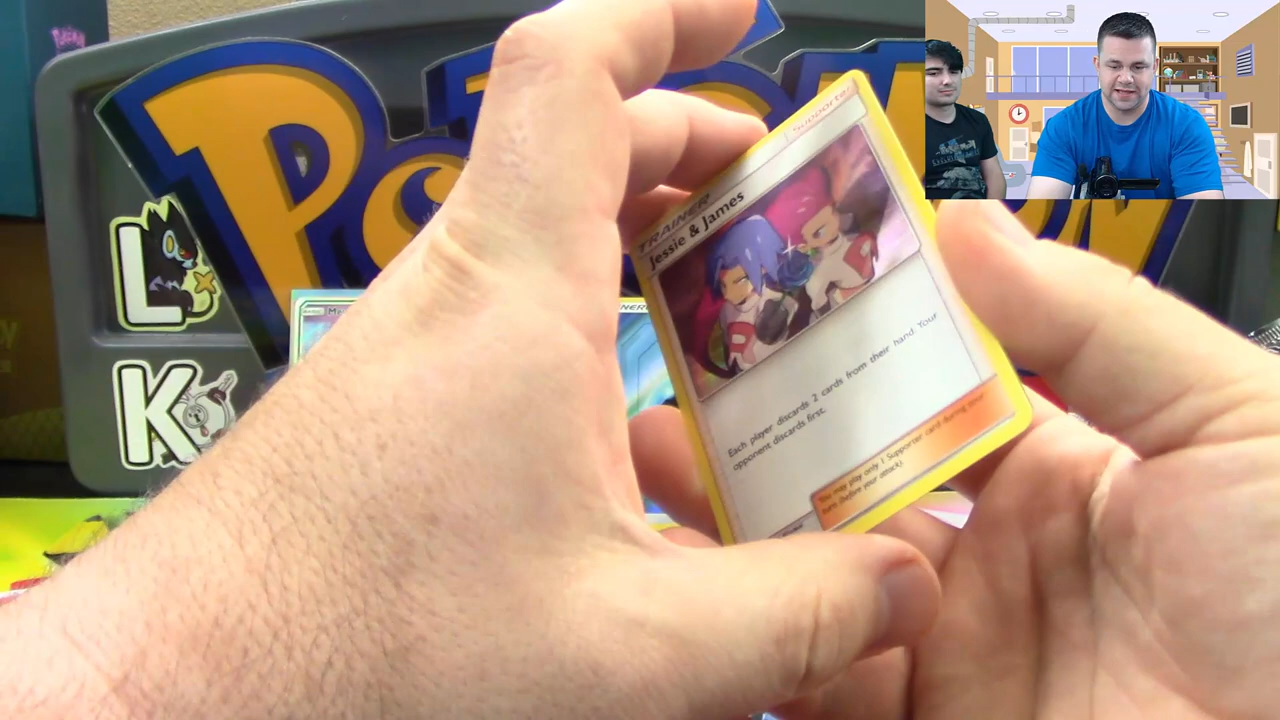 POKÉMON
L
K
Supporter
TRAINER
Jessie & James
Each player discards 2 cards from their hand. Your
opponent discards first.
You may play only 1 Supporter card during your
turn (before your attack).